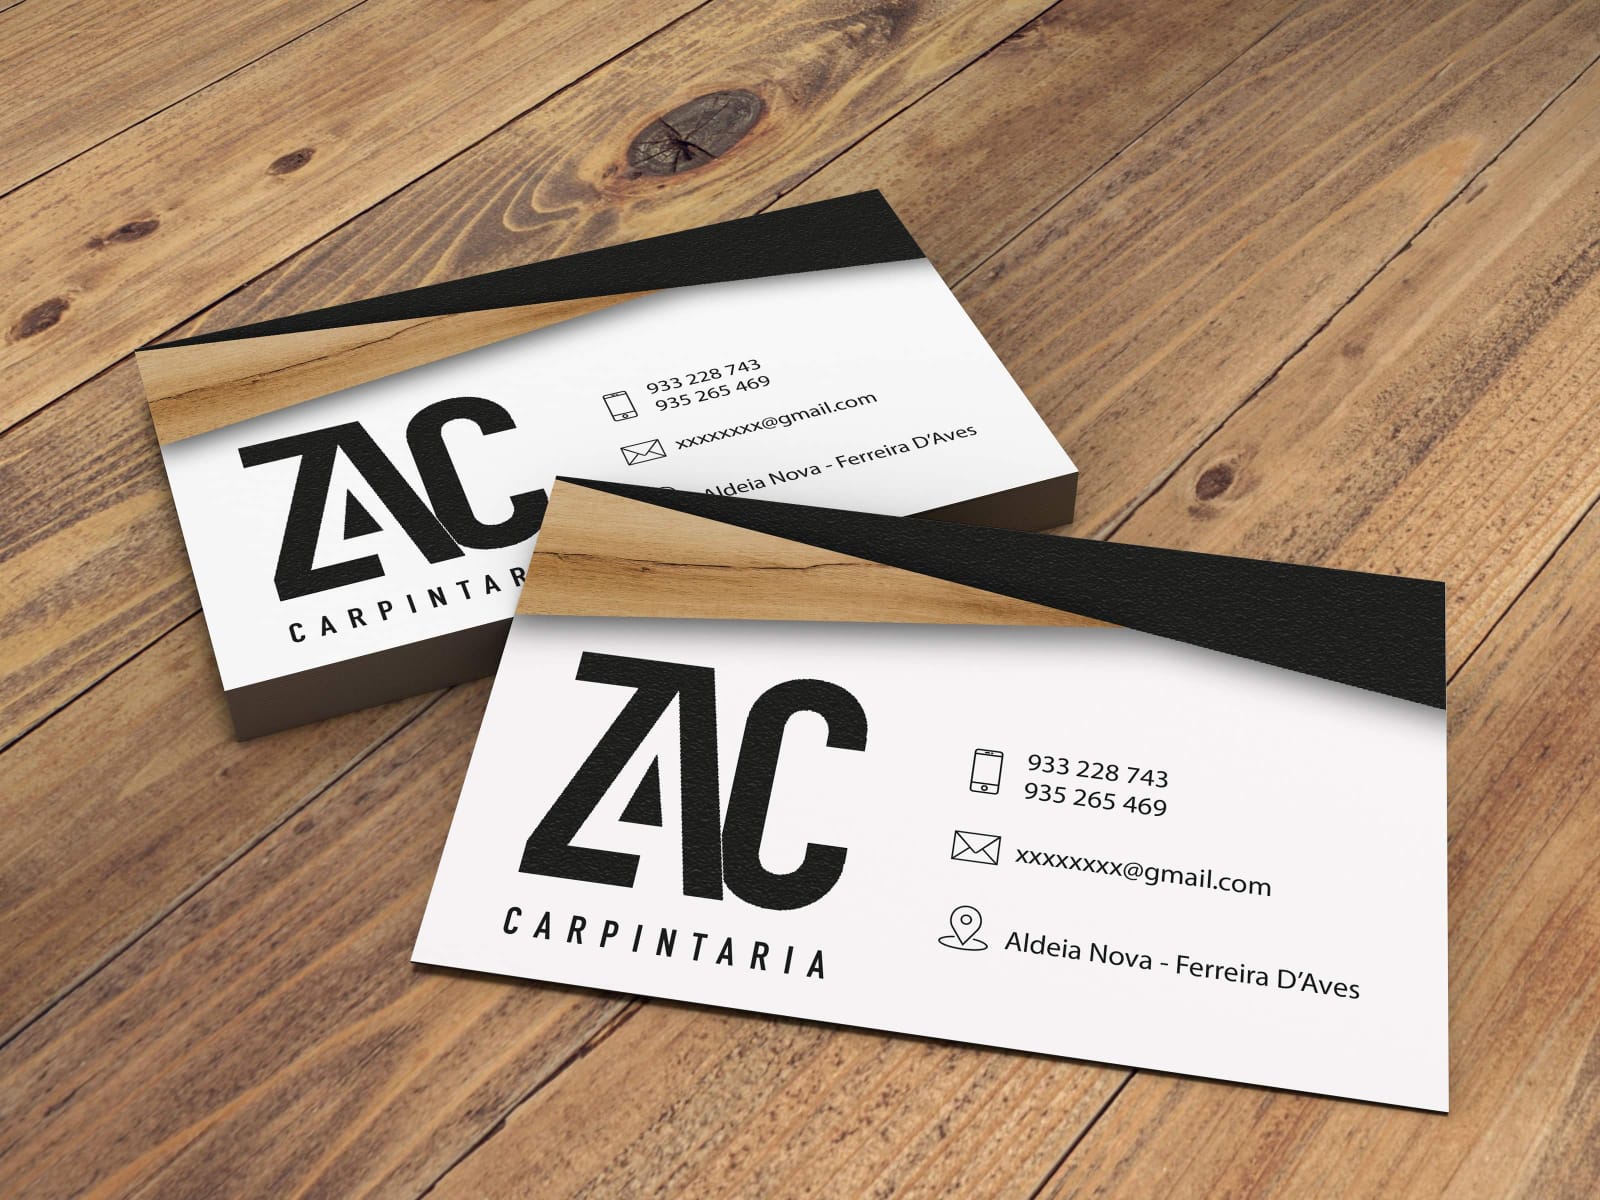 933 228 743
935 265 469
xxxxxxxx@gmail.com
Aldeia Nova - Ferreira D'Aves
ZAC
CARPINTAR
ZAC
CARPINTARIA
933 228 743
935 265 469
xxxxxxxx@gmail.com
Aldeia Nova - Ferreira D'Aves